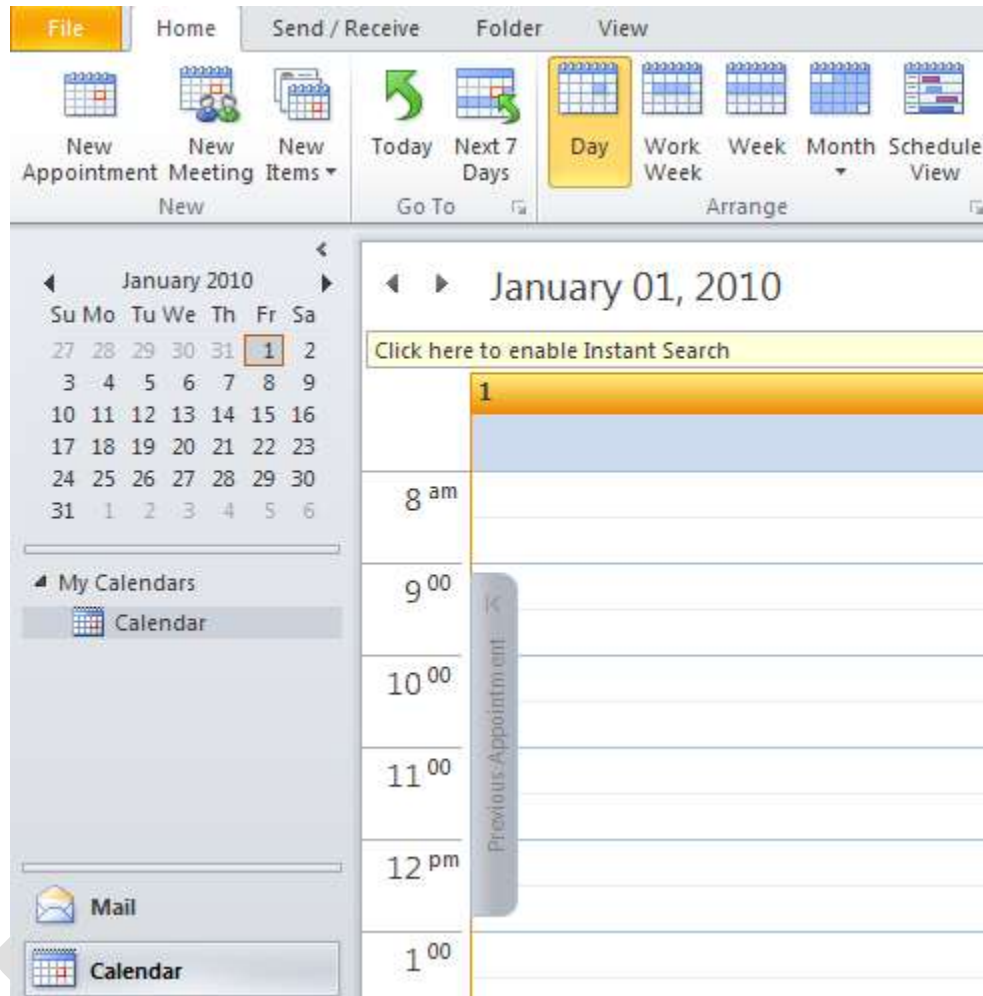 File Home Send / Receive Folder View
New Appointment
New Meeting
New Items
Today
Next 7 Days
Day
Work Week
Week
Month
Schedule View
New
Go To
Arrange
January 2010
Su Mo Tu We Th Fr Sa
27 28 29 30 31 1 2
3 4 5 6 7 8 9
10 11 12 13 14 15 16
17 18 19 20 21 22 23
24 25 26 27 28 29 30
31 1 2 3 4 5 6
My Calendars
Calendar
Mail
Calendar
January 01, 2010
Click here to enable Instant Search
1
8 am
9 00
10 00
11 00
12 pm
1 00
Previous Appointment